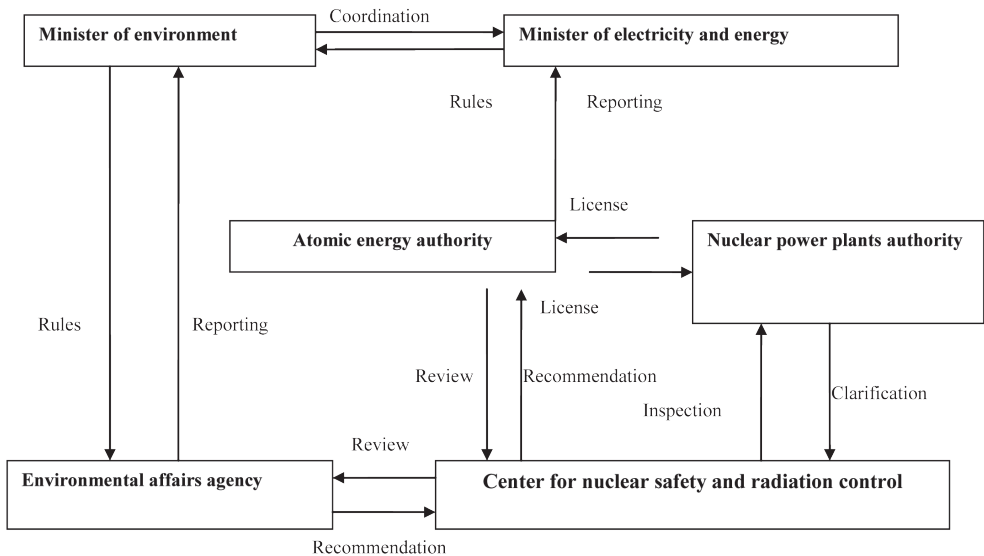 Coordination
Minister of environment
Minister of electricity and energy
Rules
Reporting
License
Atomic energy authority
Nuclear power plants authority
License
Rules
Reporting
Review
Recommendation
Inspection
Clarification
Review
Environmental affairs agency
Center for nuclear safety and radiation control
Recommendation